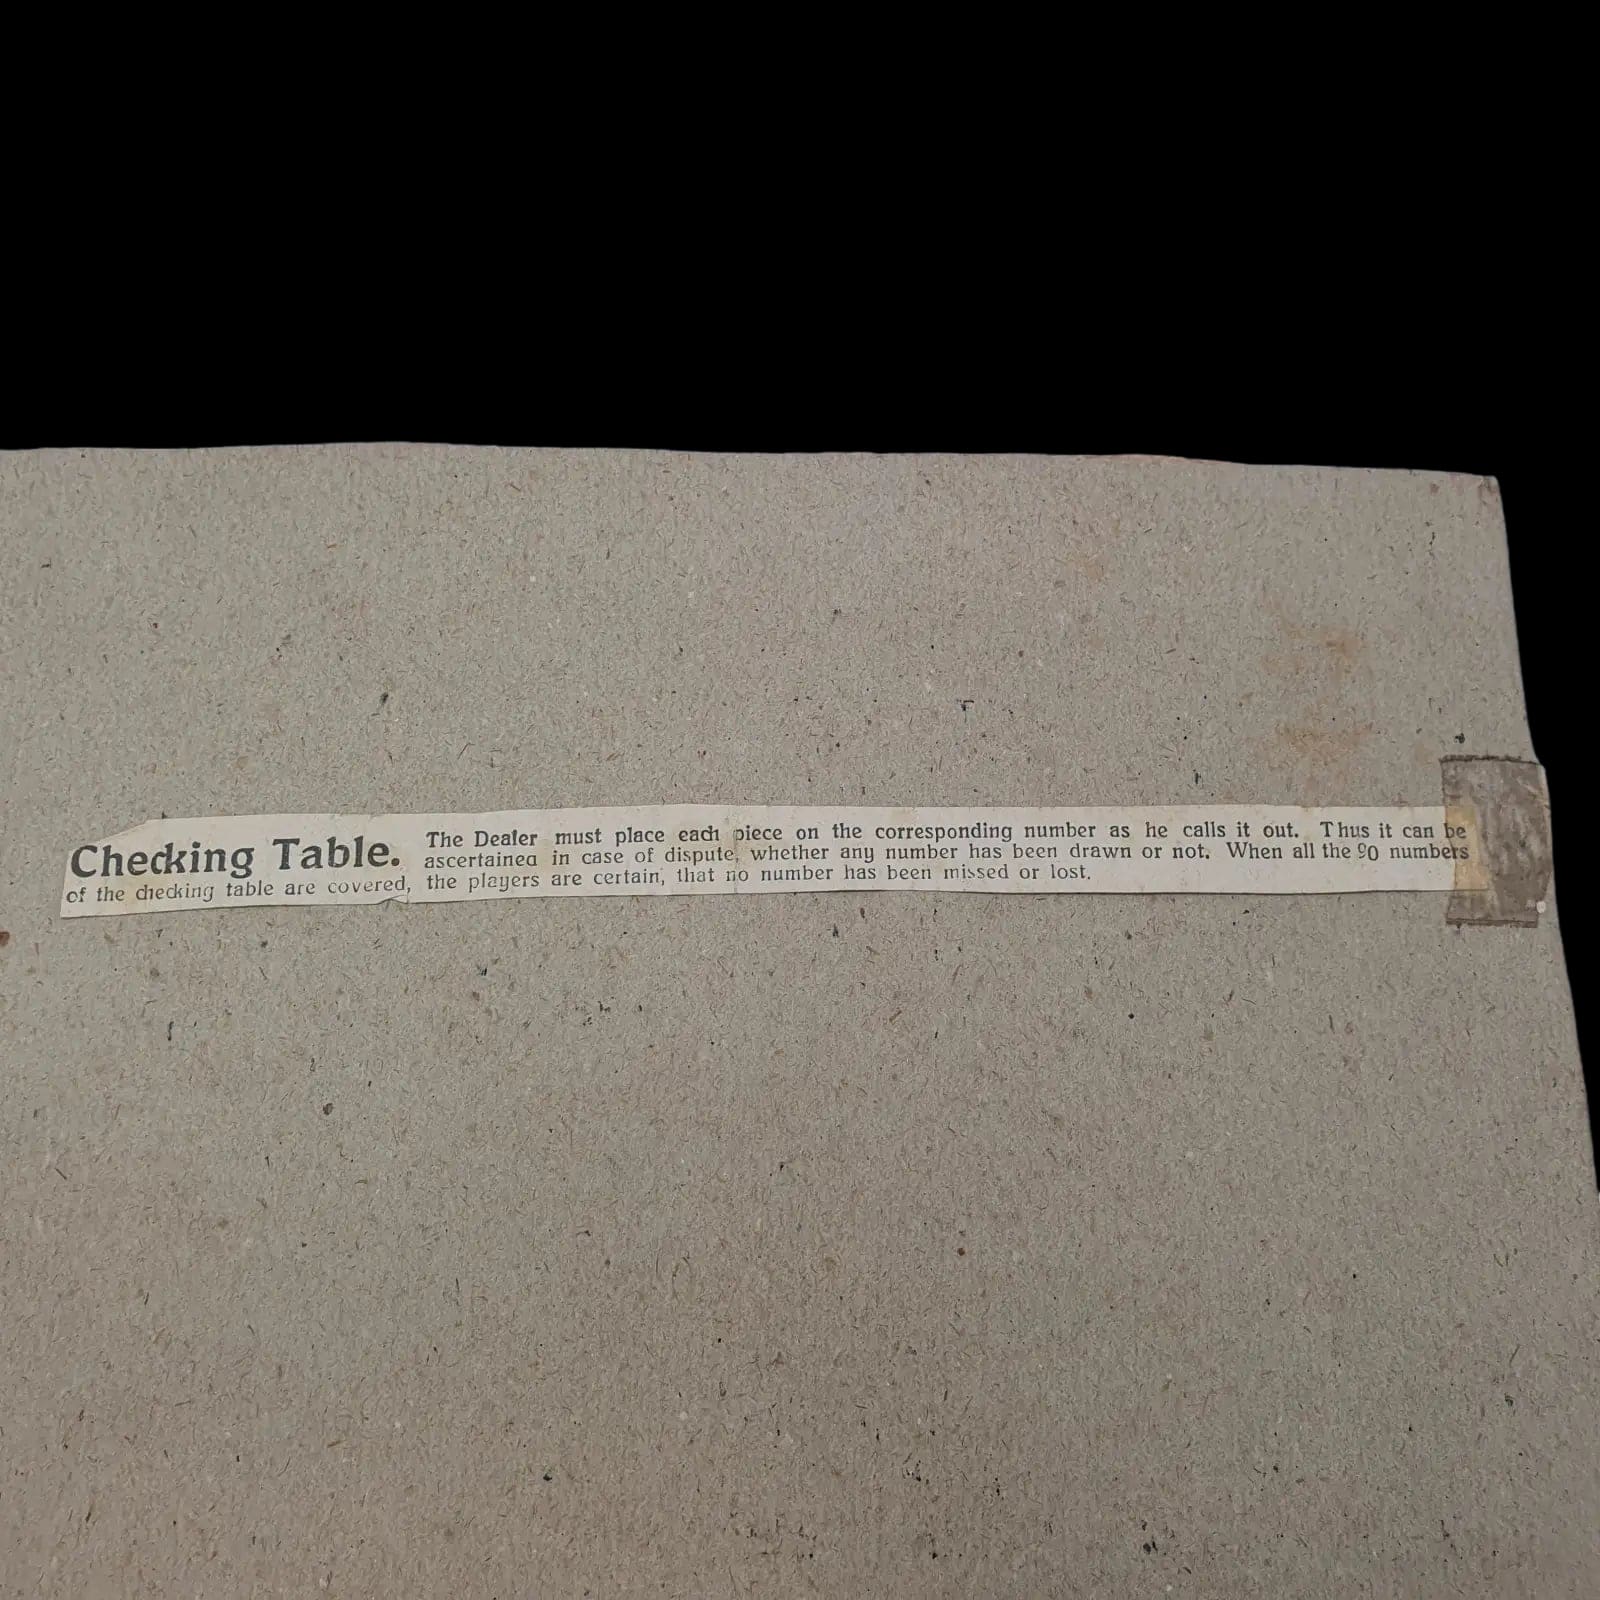 Checking Table. The Dealer must place each piece on the corresponding number as he calls it out. Thus it can be
ascertained in case of dispute, whether any number has been drawn or not. When all the 90 numbers
of the checking table are covered, the players are certain, that no number has been missed or lost.